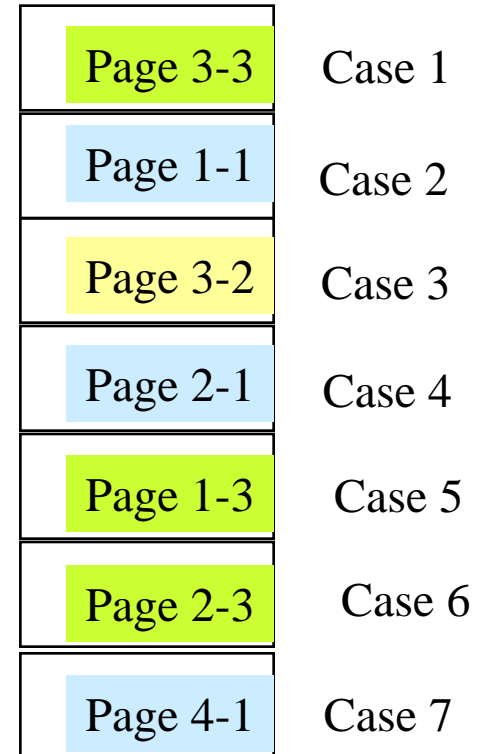 Page 3-3 Case 1
Page 1-1 Case 2
Page 3-2 Case 3
Page 2-1 Case 4
Page 1-3 Case 5
Page 2-3 Case 6
Page 4-1 Case 7